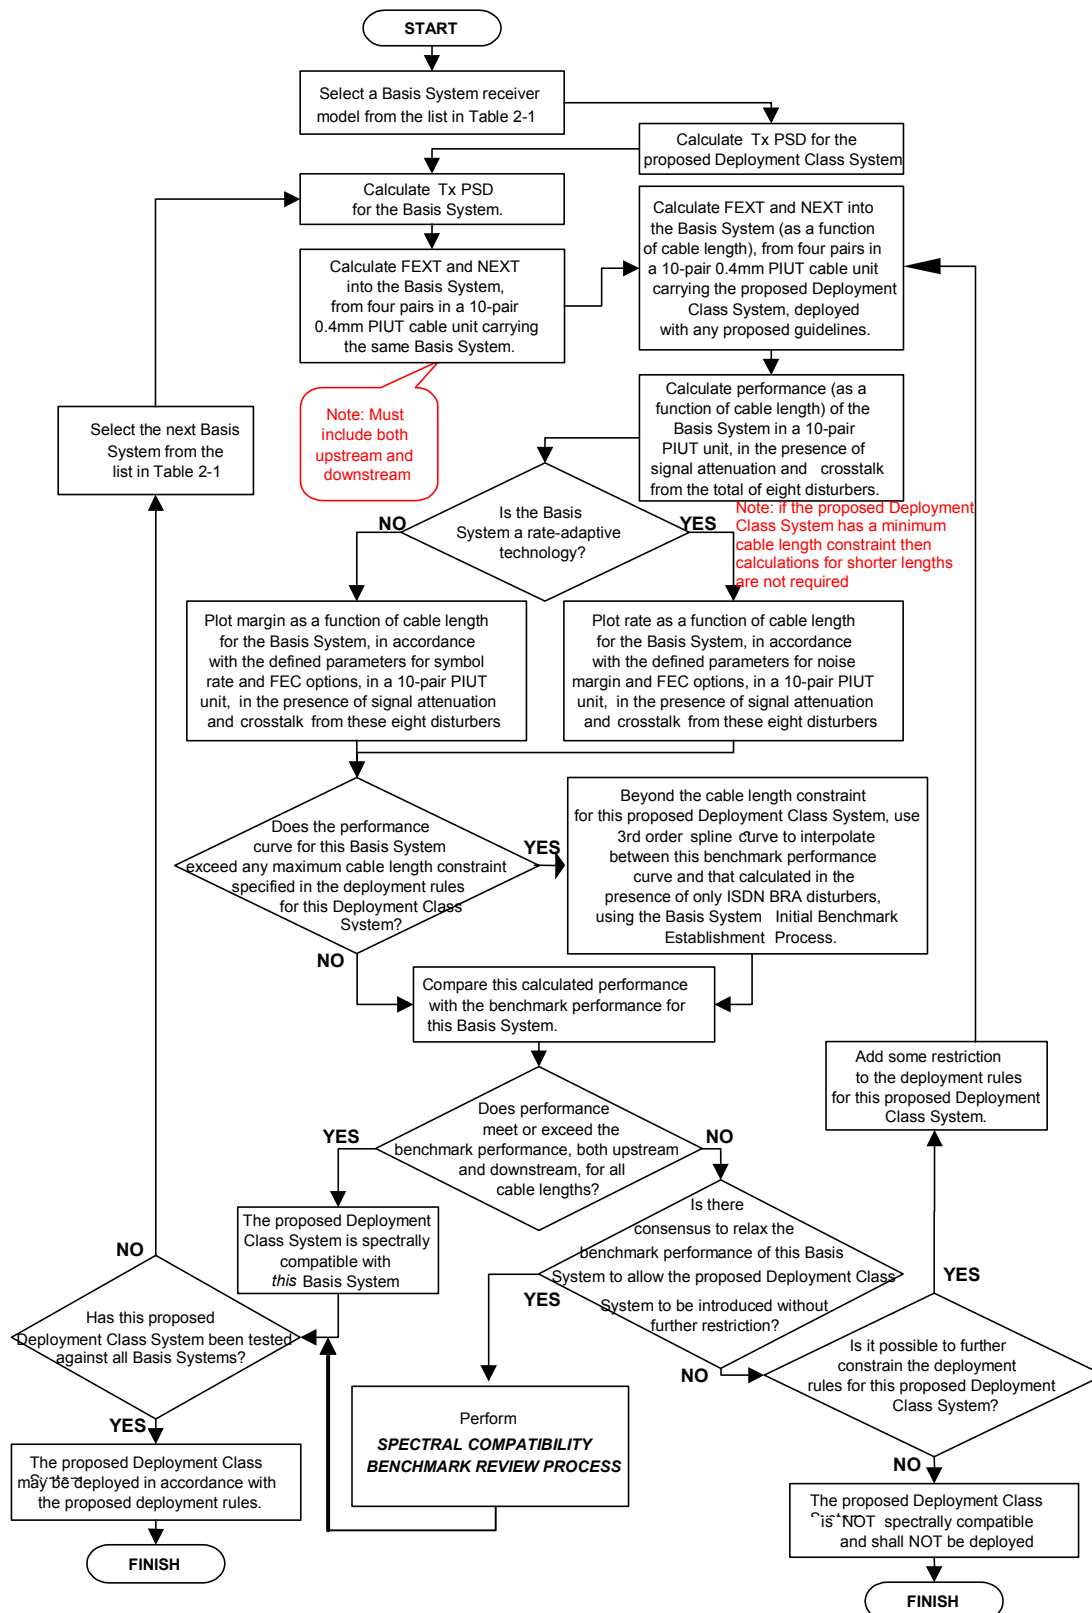 START
Select a Basis System receiver
model from the list in Table 2-1
Calculate Tx PSD for the
proposed Deployment Class System
Calculate Tx PSD
for the Basis System.
Calculate FEXT and NEXT into
the Basis System (as a function
of cable length), from four pairs in
a 10-pair 0.4mm PIUT cable unit
carrying the proposed Deployment
Class System, deployed
with any proposed guidelines.
Calculate FEXT and NEXT
into the Basis System,
from four pairs in a 10-pair
0.4mm PIUT cable unit carrying
the same Basis System.
Note: Must
include both
upstream and
downstream
Calculate performance (as a
function of cable length) of the
Basis System in a 10-pair
PIUT unit, in the presence of
signal attenuation and crosstalk
from the total of eight disturbers.
Select the next Basis
System from the
list in Table 2-1
Note: if the proposed Deployment
Class System has a minimum
cable length constraint then
calculations for shorter lengths
are not required
Is the Basis
System a rate-adaptive
technology?
NO
YES
Plot margin as a function of cable length
for the Basis System, in accordance
with the defined parameters for symbol
rate and FEC options, in a 10-pair PIUT
unit, in the presence of signal attenuation
and crosstalk from these eight disturbers
Plot rate as a function of cable length
for the Basis System, in accordance
with the defined parameters for noise
margin and FEC options, in a 10-pair PIUT
unit, in the presence of signal attenuation
and crosstalk from these eight disturbers
Does the performance
curve for this Basis System
exceed any maximum cable length constraint
specified in the deployment rules
for this Deployment Class
System?
YES
NO
Beyond the cable length constraint
for this proposed Deployment Class System, use
3rd order spline curve to interpolate
between this benchmark performance
curve and that calculated in the
presence of only ISDN BRA disturbers,
using the Basis System Initial Benchmark
Establishment Process.
Compare this calculated performance
with the benchmark performance for
this Basis System.
Add some restriction
to the deployment rules
for this proposed Deployment
Class System.
Does performance
meet or exceed the
benchmark performance, both upstream
and downstream, for all
cable lengths?
YES
NO
The proposed Deployment
Class System is spectrally
compatible with
this Basis System
Is there
consensus to relax the
benchmark performance of this Basis
System to allow the proposed Deployment Class
System to be introduced without
further restriction?
YES
NO
Has this proposed
Deployment Class System been tested
against all Basis Systems?
NO
YES
Is it possible to further
constrain the deployment
rules for this proposed Deployment
Class System?
YES
NO
Perform
SPECTRAL COMPATIBILITY
BENCHMARK REVIEW PROCESS
The proposed Deployment Class
may be deployed in accordance with
the proposed deployment rules.
FINISH
The proposed Deployment Class
is NOT spectrally compatible
and shall NOT be deployed
FINISH